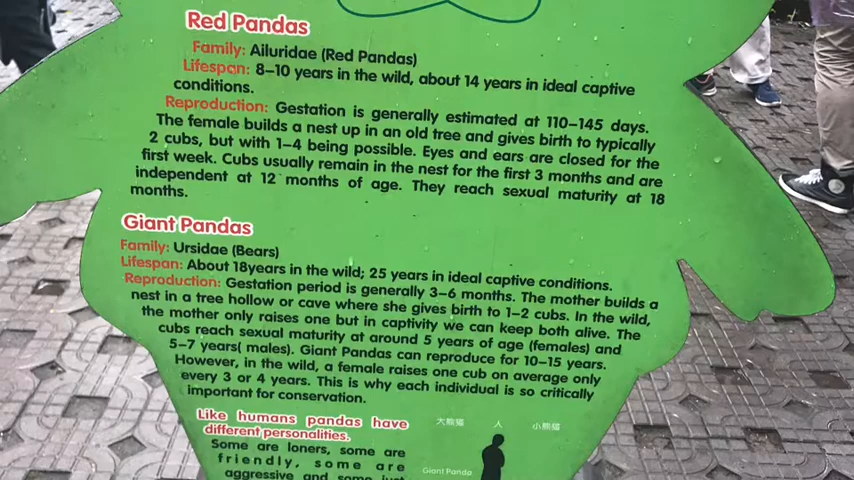 Red Pandas
Family: Ailuridae (Red Pandas)
Lifespan: 8–10 years in the wild, about 14 years in ideal captive
conditions.
Reproduction: Gestation is generally estimated at 110–145 days.
The female builds a nest up in an old tree and gives birth to typically
2 cubs, but with 1–4 being possible. Eyes and ears are closed for the
first week. Cubs usually remain in the nest for the first 3 months and are
independent at 12 months of age. They reach sexual maturity at 18
months.
Giant Pandas
Family: Ursidae (Bears)
Lifespan: About 18years in the wild; 25 years in ideal captive conditions.
Reproduction: Gestation period is generally 3–6 months. The mother builds a
nest in a tree hollow or cave where she gives birth to 1–2 cubs. In the wild,
the mother only raises one but in captivity we can keep both alive. The
cubs reach sexual maturity at around 5 years of age (females) and
5–7 years( males). Giant Pandas can reproduce for 10–15 years.
However, in the wild, a female raises one cub on average only
every 3 or 4 years. This is why each individual is so critically
important for conservation.
Like humans pandas have
different personalities.
Some are loners, some are
friendly, some are
aggressive and some just
大熊貓 人 小熊貓
Giant Panda